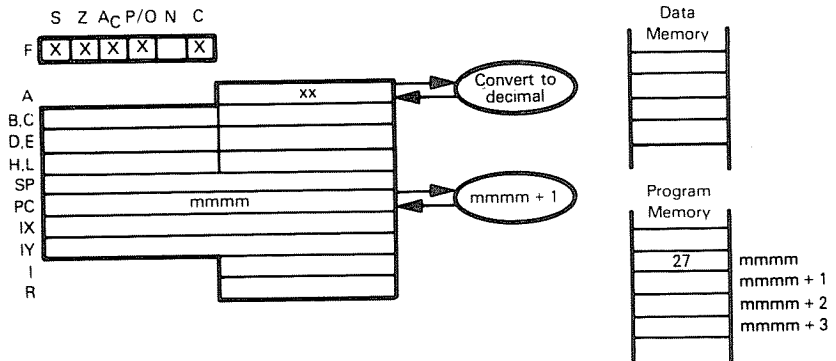 S Z AC P/O N C
F X X X X X
A xx
B,C
D,E
H,L
SP
PC mmmm
IX
IY
I
R
Convert to
decimal
mmmm + 1
Data
Memory
Program
Memory
27 mmmm
mmmm + 1
mmmm + 2
mmmm + 3